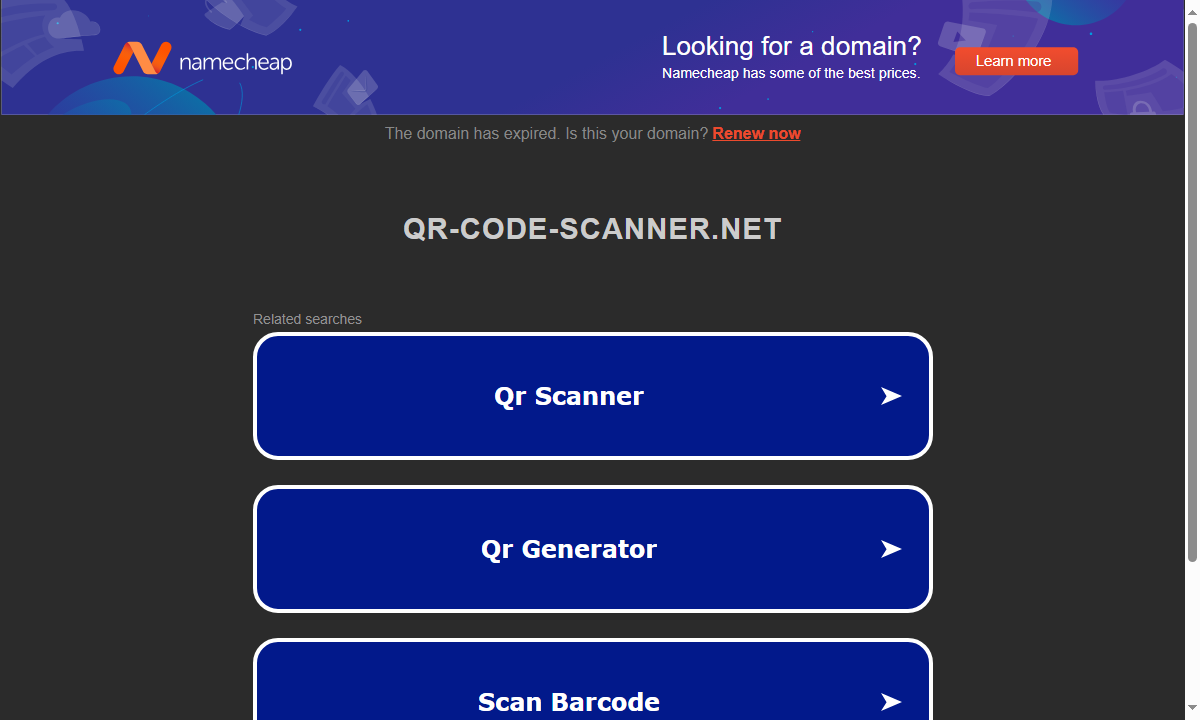 namecheap
Looking for a domain?
Namecheap has some of the best prices.
Learn more
The domain has expired. Is this your domain? Renew now
QR-CODE-SCANNER.NET
Related searches
Qr Scanner
Qr Generator
Scan Barcode